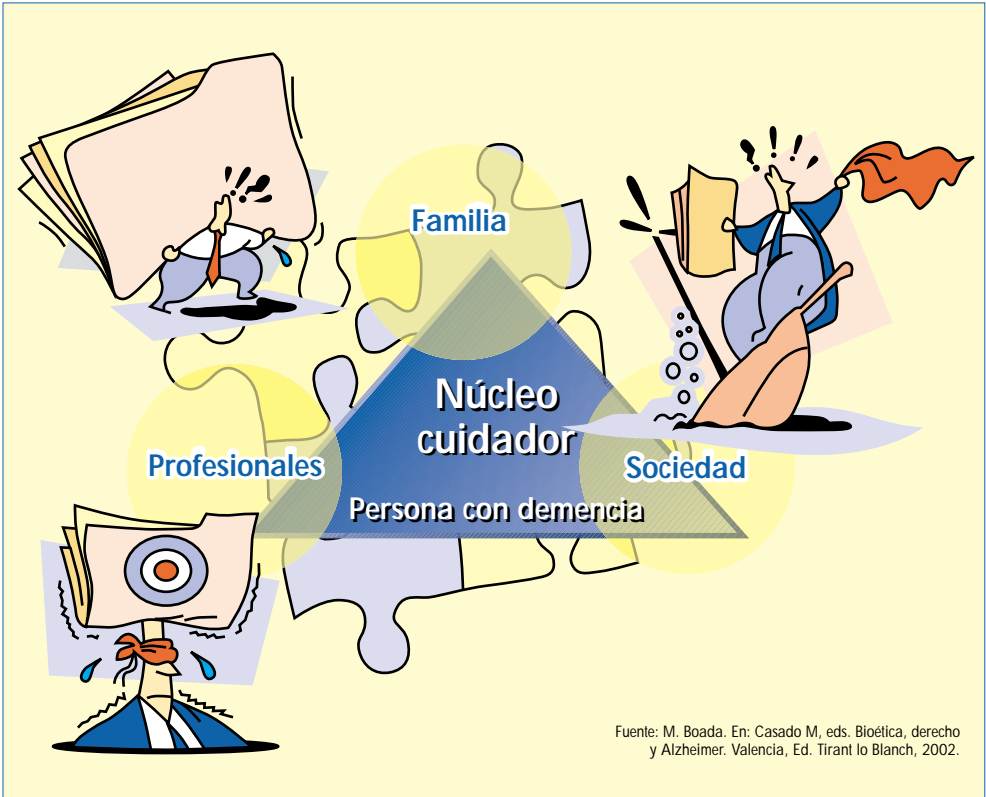 Familia
Núcleo
cuidador
Profesionales
Sociedad
Persona con demencia
Fuente: M. Boada. En: Casado M, eds. Bioética, derecho
y Alzheimer. Valencia, Ed. Tirant lo Blanch, 2002.